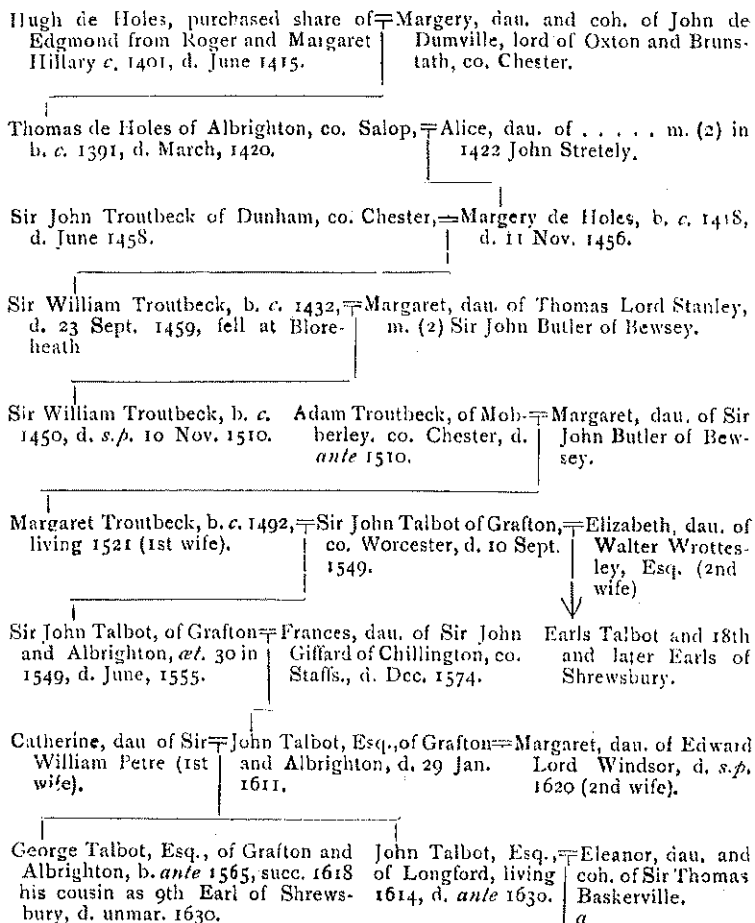 Hugh de Holes, purchased share of
Edgmond from Roger and Margaret
Hillary c. 1401, d. June 1415.
Margery, dau. and coh. of John de
Dumville, lord of Oxton and Bruns-
tath, co. Chester.
Thomas de Holes of Albrighton, co. Salop,
b. c. 1391, d. March, 1420.
Alice, dau. of . . . . . m. (2) in
1422 John Stretely.
Sir John Troutbeck of Dunham, co. Chester,
d. June 1458.
Margery de Holes, b. c. 1418,
d. 11 Nov. 1456.
Sir William Troutbeck, b. c. 1432,
d. 23 Sept. 1459, fell at Blore-
heath
Margaret, dau. of Thomas Lord Stanley,
m. (2) Sir John Butler of Bewsey.
Sir William Troutbeck, b. c.
1450, d. s.p. 10 Nov. 1510.
Adam Troutbeck, of Mob-
berley. co. Chester, d.
ante 1510.
Margaret, dau. of Sir
John Butler of Bew-
sey.
Margaret Troutbeck, b. c. 1492,
living 1521 (1st wife).
Sir John Talbot of Grafton,
co. Worcester, d. 10 Sept.
1549.
Elizabeth, dau. of
Walter Wrottes-
ley, Esq. (2nd
wife)
Sir John Talbot, of Grafton
and Albrighton, æt. 30 in
1549, d. June, 1555.
Frances, dau. of Sir John
Giffard of Chillington, co.
Staffs., d. Dec. 1574.
Earls Talbot and 18th
and later Earls of
Shrewsbury.
Catherine, dau of Sir
William Petre (1st
wife).
John Talbot, Esq., of Grafton
and Albrighton, d. 29 Jan.
1611.
Margaret, dau. of Edward
Lord Windsor, d. s.p.
1620 (2nd wife).
George Talbot, Esq., of Grafton and
Albrighton, b. ante 1565, succ. 1618
his cousin as 9th Earl of Shrews-
bury, d. unmar. 1630.
John Talbot, Esq.,
of Longford, living
1614, d. ante 1630.
Eleanor, dau. and
coh. of Sir Thomas
Baskerville.
a